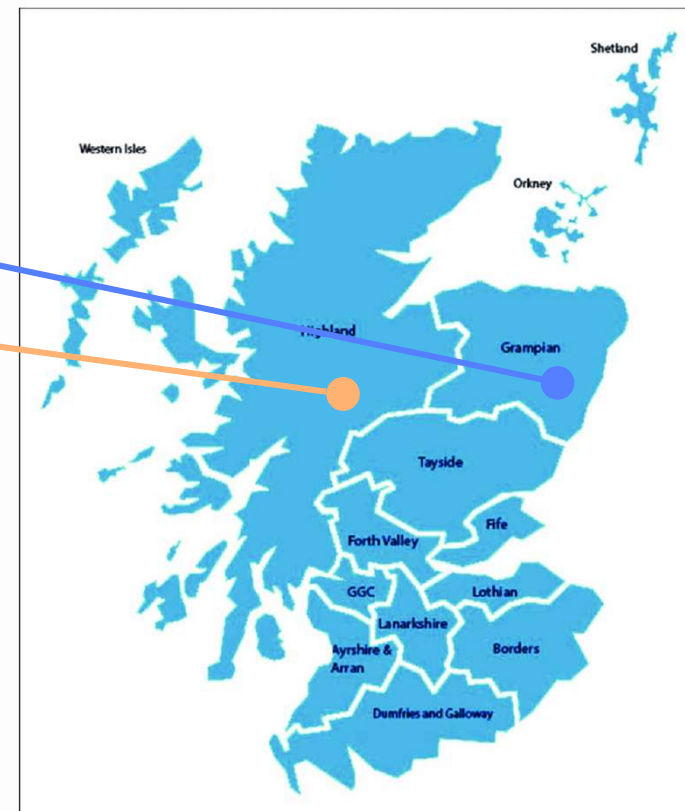 Shetland
Western Isles
Orkney
Highland
Grampian
Tayside
Fife
Forth Valley
GGC
Lothian
Lanarkshire
Ayrshire &
Arran
Borders
Dumfries and Galloway